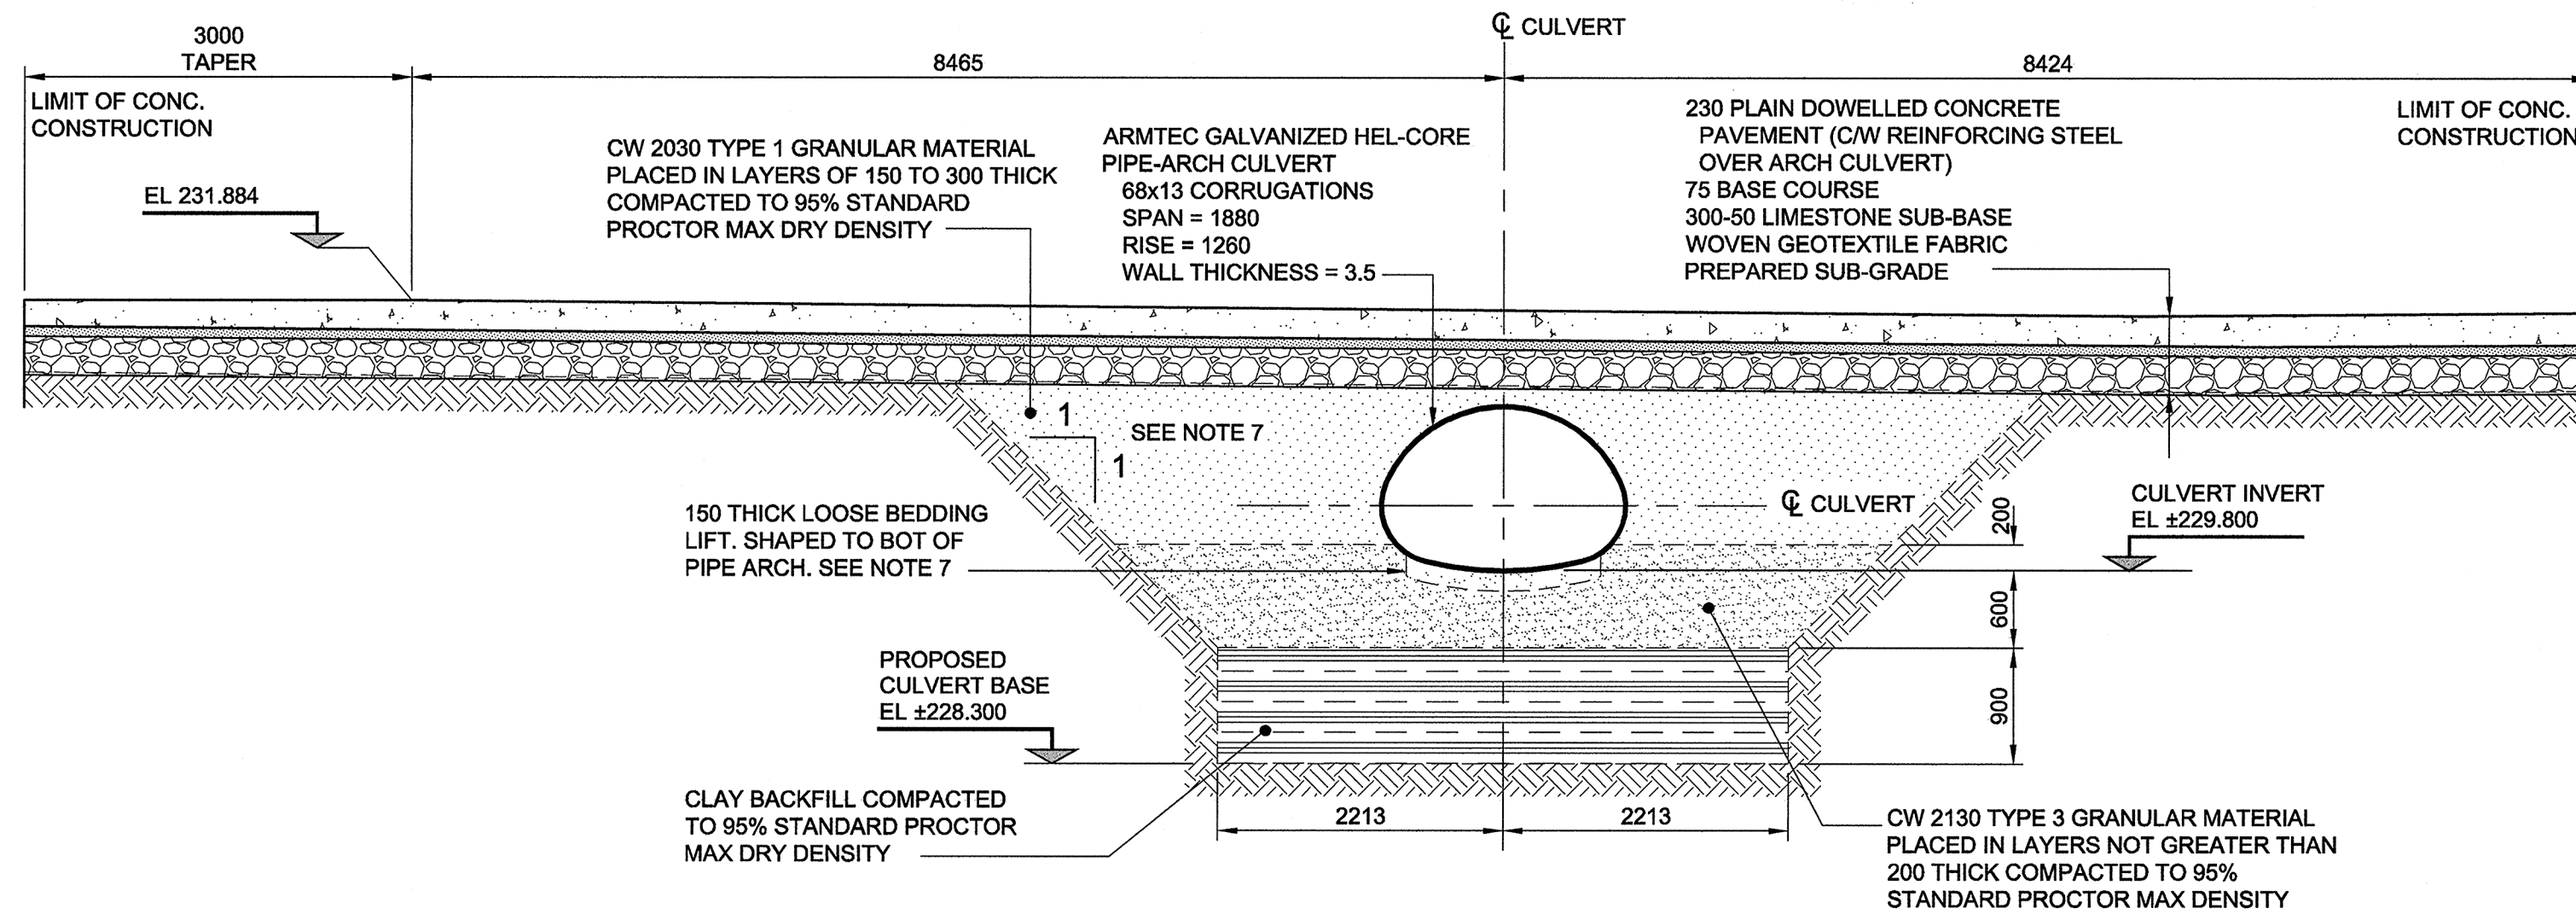 ℄ CULVERT
3000
TAPER
8465
8424
LIMIT OF CONC.
CONSTRUCTION
EL 231.884
CW 2030 TYPE 1 GRANULAR MATERIAL
PLACED IN LAYERS OF 150 TO 300 THICK
COMPACTED TO 95% STANDARD
PROCTOR MAX DRY DENSITY
ARMTEC GALVANIZED HEL-CORE
PIPE-ARCH CULVERT
68x13 CORRUGATIONS
SPAN = 1880
RISE = 1260
WALL THICKNESS = 3.5
230 PLAIN DOWELLED CONCRETE
PAVEMENT (C/W REINFORCING STEEL
OVER ARCH CULVERT)
75 BASE COURSE
300-50 LIMESTONE SUB-BASE
WOVEN GEOTEXTILE FABRIC
PREPARED SUB-GRADE
LIMIT OF CONC.
CONSTRUCTION
1
1
SEE NOTE 7
℄ CULVERT
150 THICK LOOSE BEDDING
LIFT. SHAPED TO BOT OF
PIPE ARCH. SEE NOTE 7
CULVERT INVERT
EL ±229.800
200
600
900
PROPOSED
CULVERT BASE
EL ±228.300
CLAY BACKFILL COMPACTED
TO 95% STANDARD PROCTOR
MAX DRY DENSITY
2213
2213
CW 2130 TYPE 3 GRANULAR MATERIAL
PLACED IN LAYERS NOT GREATER THAN
200 THICK COMPACTED TO 95%
STANDARD PROCTOR MAX DENSITY